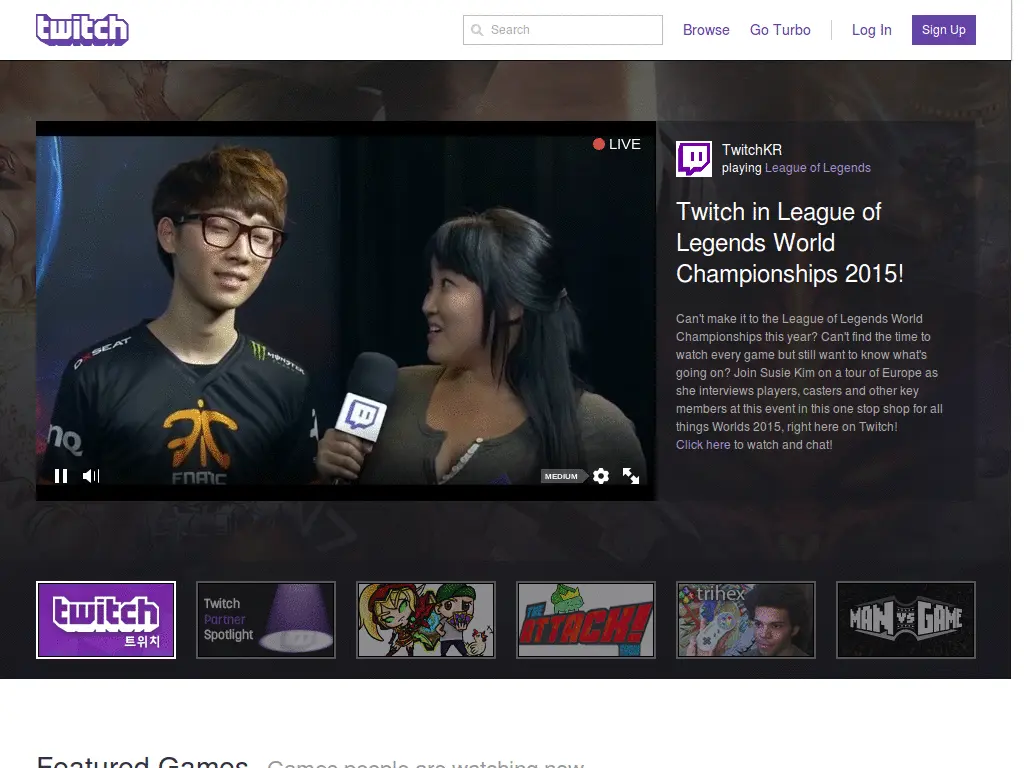 twitch
Search
Browse
Go Turbo
Log In
Sign Up
LIVE
DXSEAT
MONSTER
FNATIC
MEDIUM
TwitchKR
playing League of Legends
Twitch in League of
Legends World
Championships 2015!
Can't make it to the League of Legends World
Championships this year? Can't find the time to
watch every game but still want to know what's
going on? Join Susie Kim on a tour of Europe as
she interviews players, casters and other key
members at this event in this one stop shop for all
things Worlds 2015, right here on Twitch!
Click here to watch and chat!
twitch
트위치
Twitch
Partner
Spotlight
THE
ATTACK!
trihex
MAN VS GAME
Featured Games
Games people are watching now